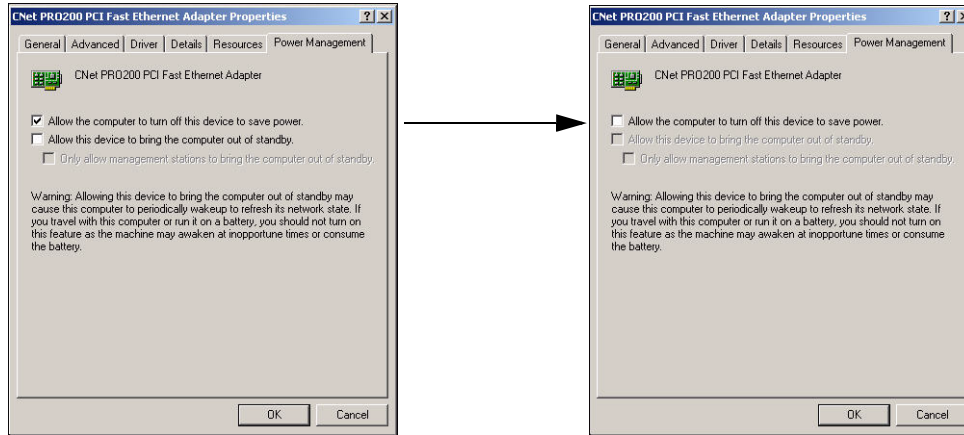 CNet PRO200 PCI Fast Ethernet Adapter Properties
General Advanced Driver Details Resources Power Management
CNet PRO200 PCI Fast Ethernet Adapter
Allow the computer to turn off this device to save power.
Allow this device to bring the computer out of standby.
Only allow management stations to bring the computer out of standby.
Warning: Allowing this device to bring the computer out of standby may
cause this computer to periodically wakeup to refresh its network state. If
you travel with this computer or run it on a battery, you should not turn on
this feature as the machine may awaken at inopportune times or consume
the battery.
OK Cancel
CNet PRO200 PCI Fast Ethernet Adapter Properties
General Advanced Driver Details Resources Power Management
CNet PRO200 PCI Fast Ethernet Adapter
Allow the computer to turn off this device to save power.
Allow this device to bring the computer out of standby.
Only allow management stations to bring the computer out of standby.
Warning: Allowing this device to bring the computer out of standby may
cause this computer to periodically wakeup to refresh its network state. If
you travel with this computer or run it on a battery, you should not turn on
this feature as the machine may awaken at inopportune times or consume
the battery.
OK Cancel